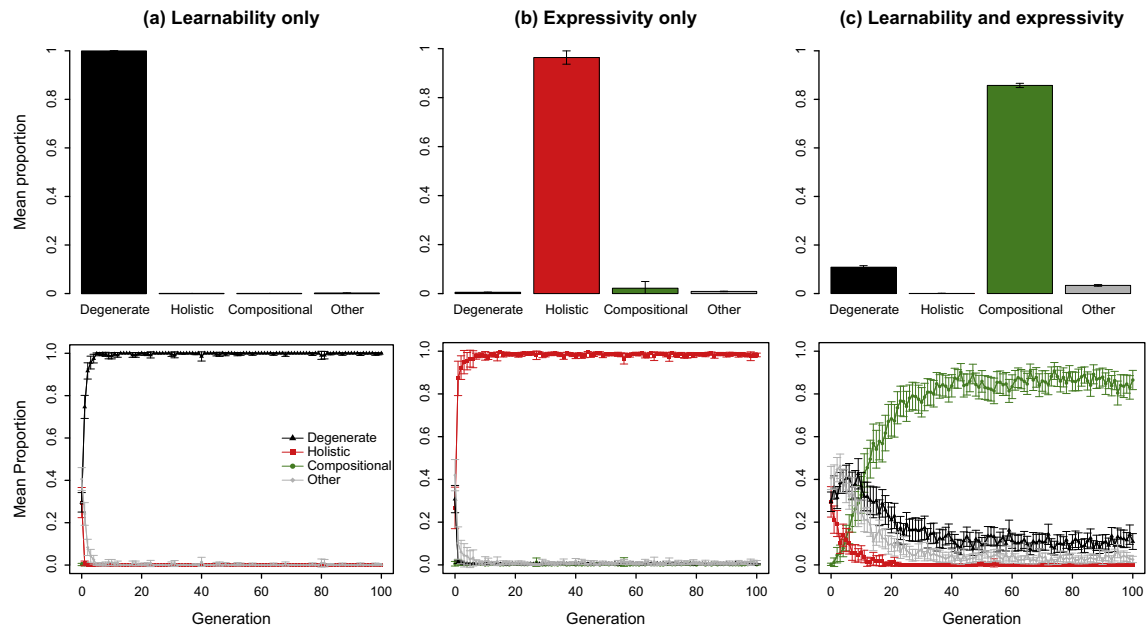 (a) Learnability only
(b) Expressivity only
(c) Learnability and expressivity
Mean proportion
0 0.2 0.4 0.6 0.8 1
Degenerate Holistic Compositional Other
0 0.2 0.4 0.6 0.8 1
Degenerate Holistic Compositional Other
0 0.2 0.4 0.6 0.8 1
Degenerate Holistic Compositional Other
Mean Proportion
0.0 0.2 0.4 0.6 0.8 1.0
Degenerate
Holistic
Compositional
Other
0 20 40 60 80 100
Generation
0.0 0.2 0.4 0.6 0.8 1.0
0 20 40 60 80 100
Generation
0.0 0.2 0.4 0.6 0.8 1.0
0 20 40 60 80 100
Generation